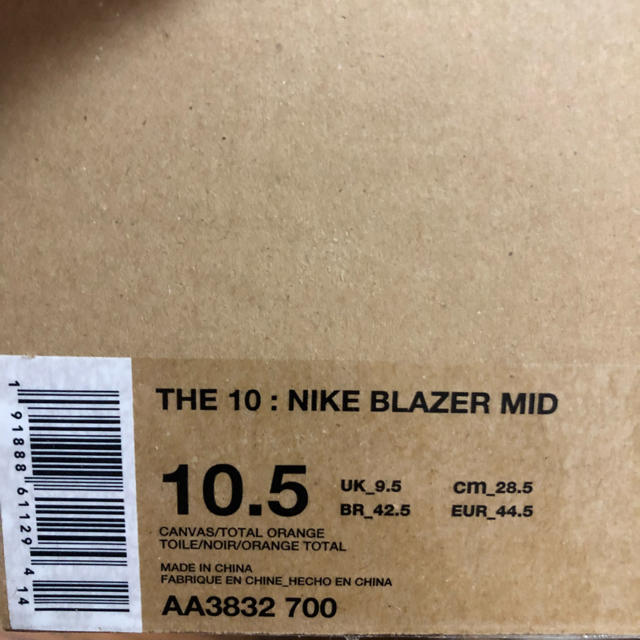 THE 10 : NIKE BLAZER MID
10.5
UK_9.5 cm_28.5
BR_42.5 EUR_44.5
CANVAS/TOTAL ORANGE
TOILE/NOIR/ORANGE TOTAL
MADE IN CHINA
FABRIQUE EN CHINE_HECHO EN CHINA
AA3832 700
1 91888 61129 4 14